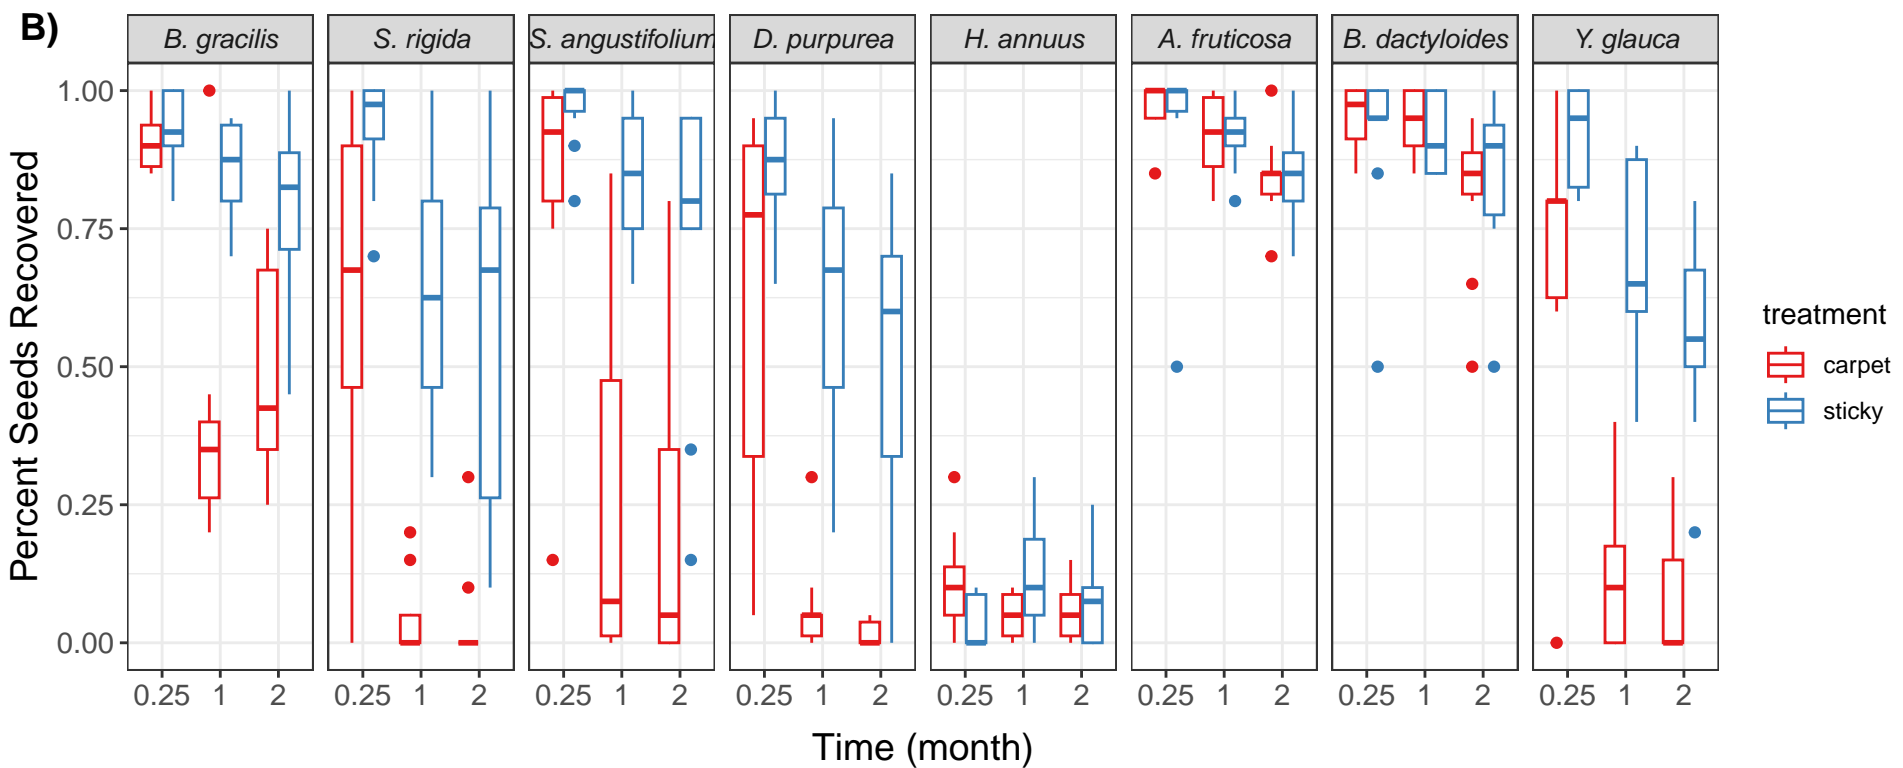 B)
B. gracilis S. rigida S. angustifolium D. purpurea H. annuus A. fruticosa B. dactyloides Y. glauca
Percent Seeds Recovered
1.00
0.75
0.50
0.25
0.00
0.25 1 2 0.25 1 2 0.25 1 2 0.25 1 2 0.25 1 2 0.25 1 2 0.25 1 2 0.25 1 2
Time (month)
treatment
carpet
sticky